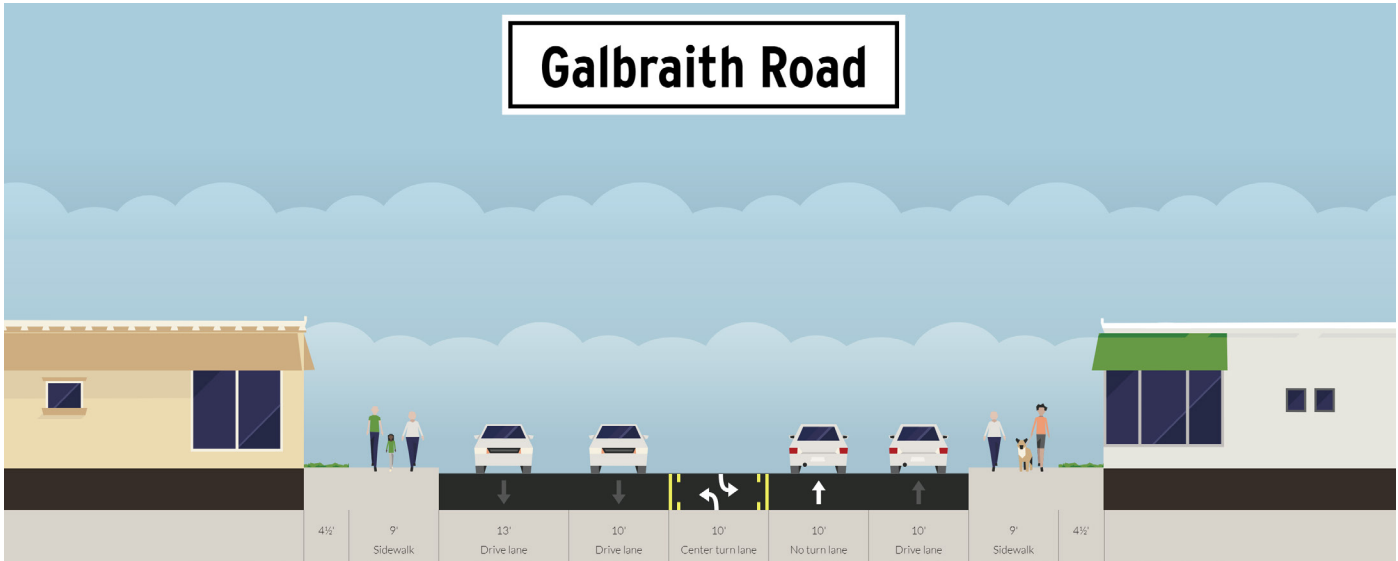 Galbraith Road
4½' 9' 13' 10' 10' 10' 10' 9' 4½'
Sidewalk Drive lane Drive lane Center turn lane No turn lane Drive lane Sidewalk